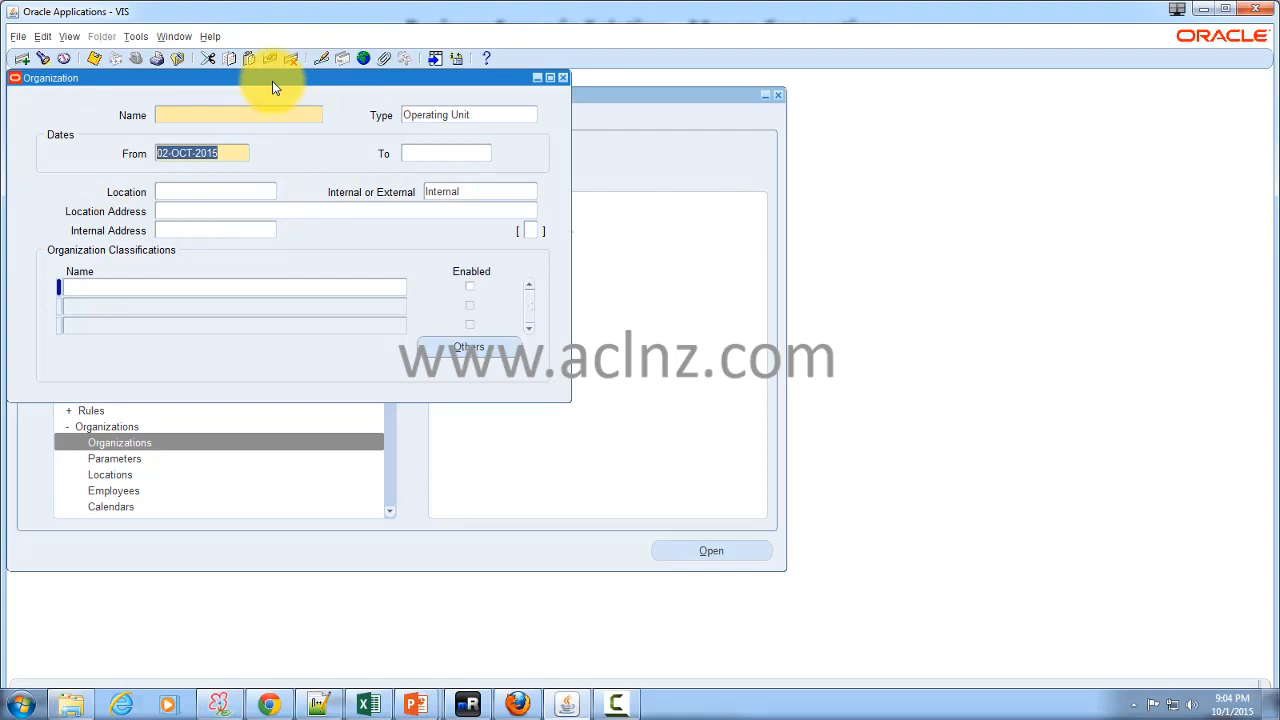 Oracle Applications - VIS
File Edit View Folder Tools Window Help
ORACLE
Organization
Name
Type Operating Unit
Dates
From 02-OCT-2015
To
Location
Internal or External Internal
Location Address
Internal Address
[ ]
Organization Classifications
Name
Enabled
Others
www.aclnz.com
+ Rules
- Organizations
Organizations
Parameters
Locations
Employees
Calendars
Open
9:04 PM
10/1/2015